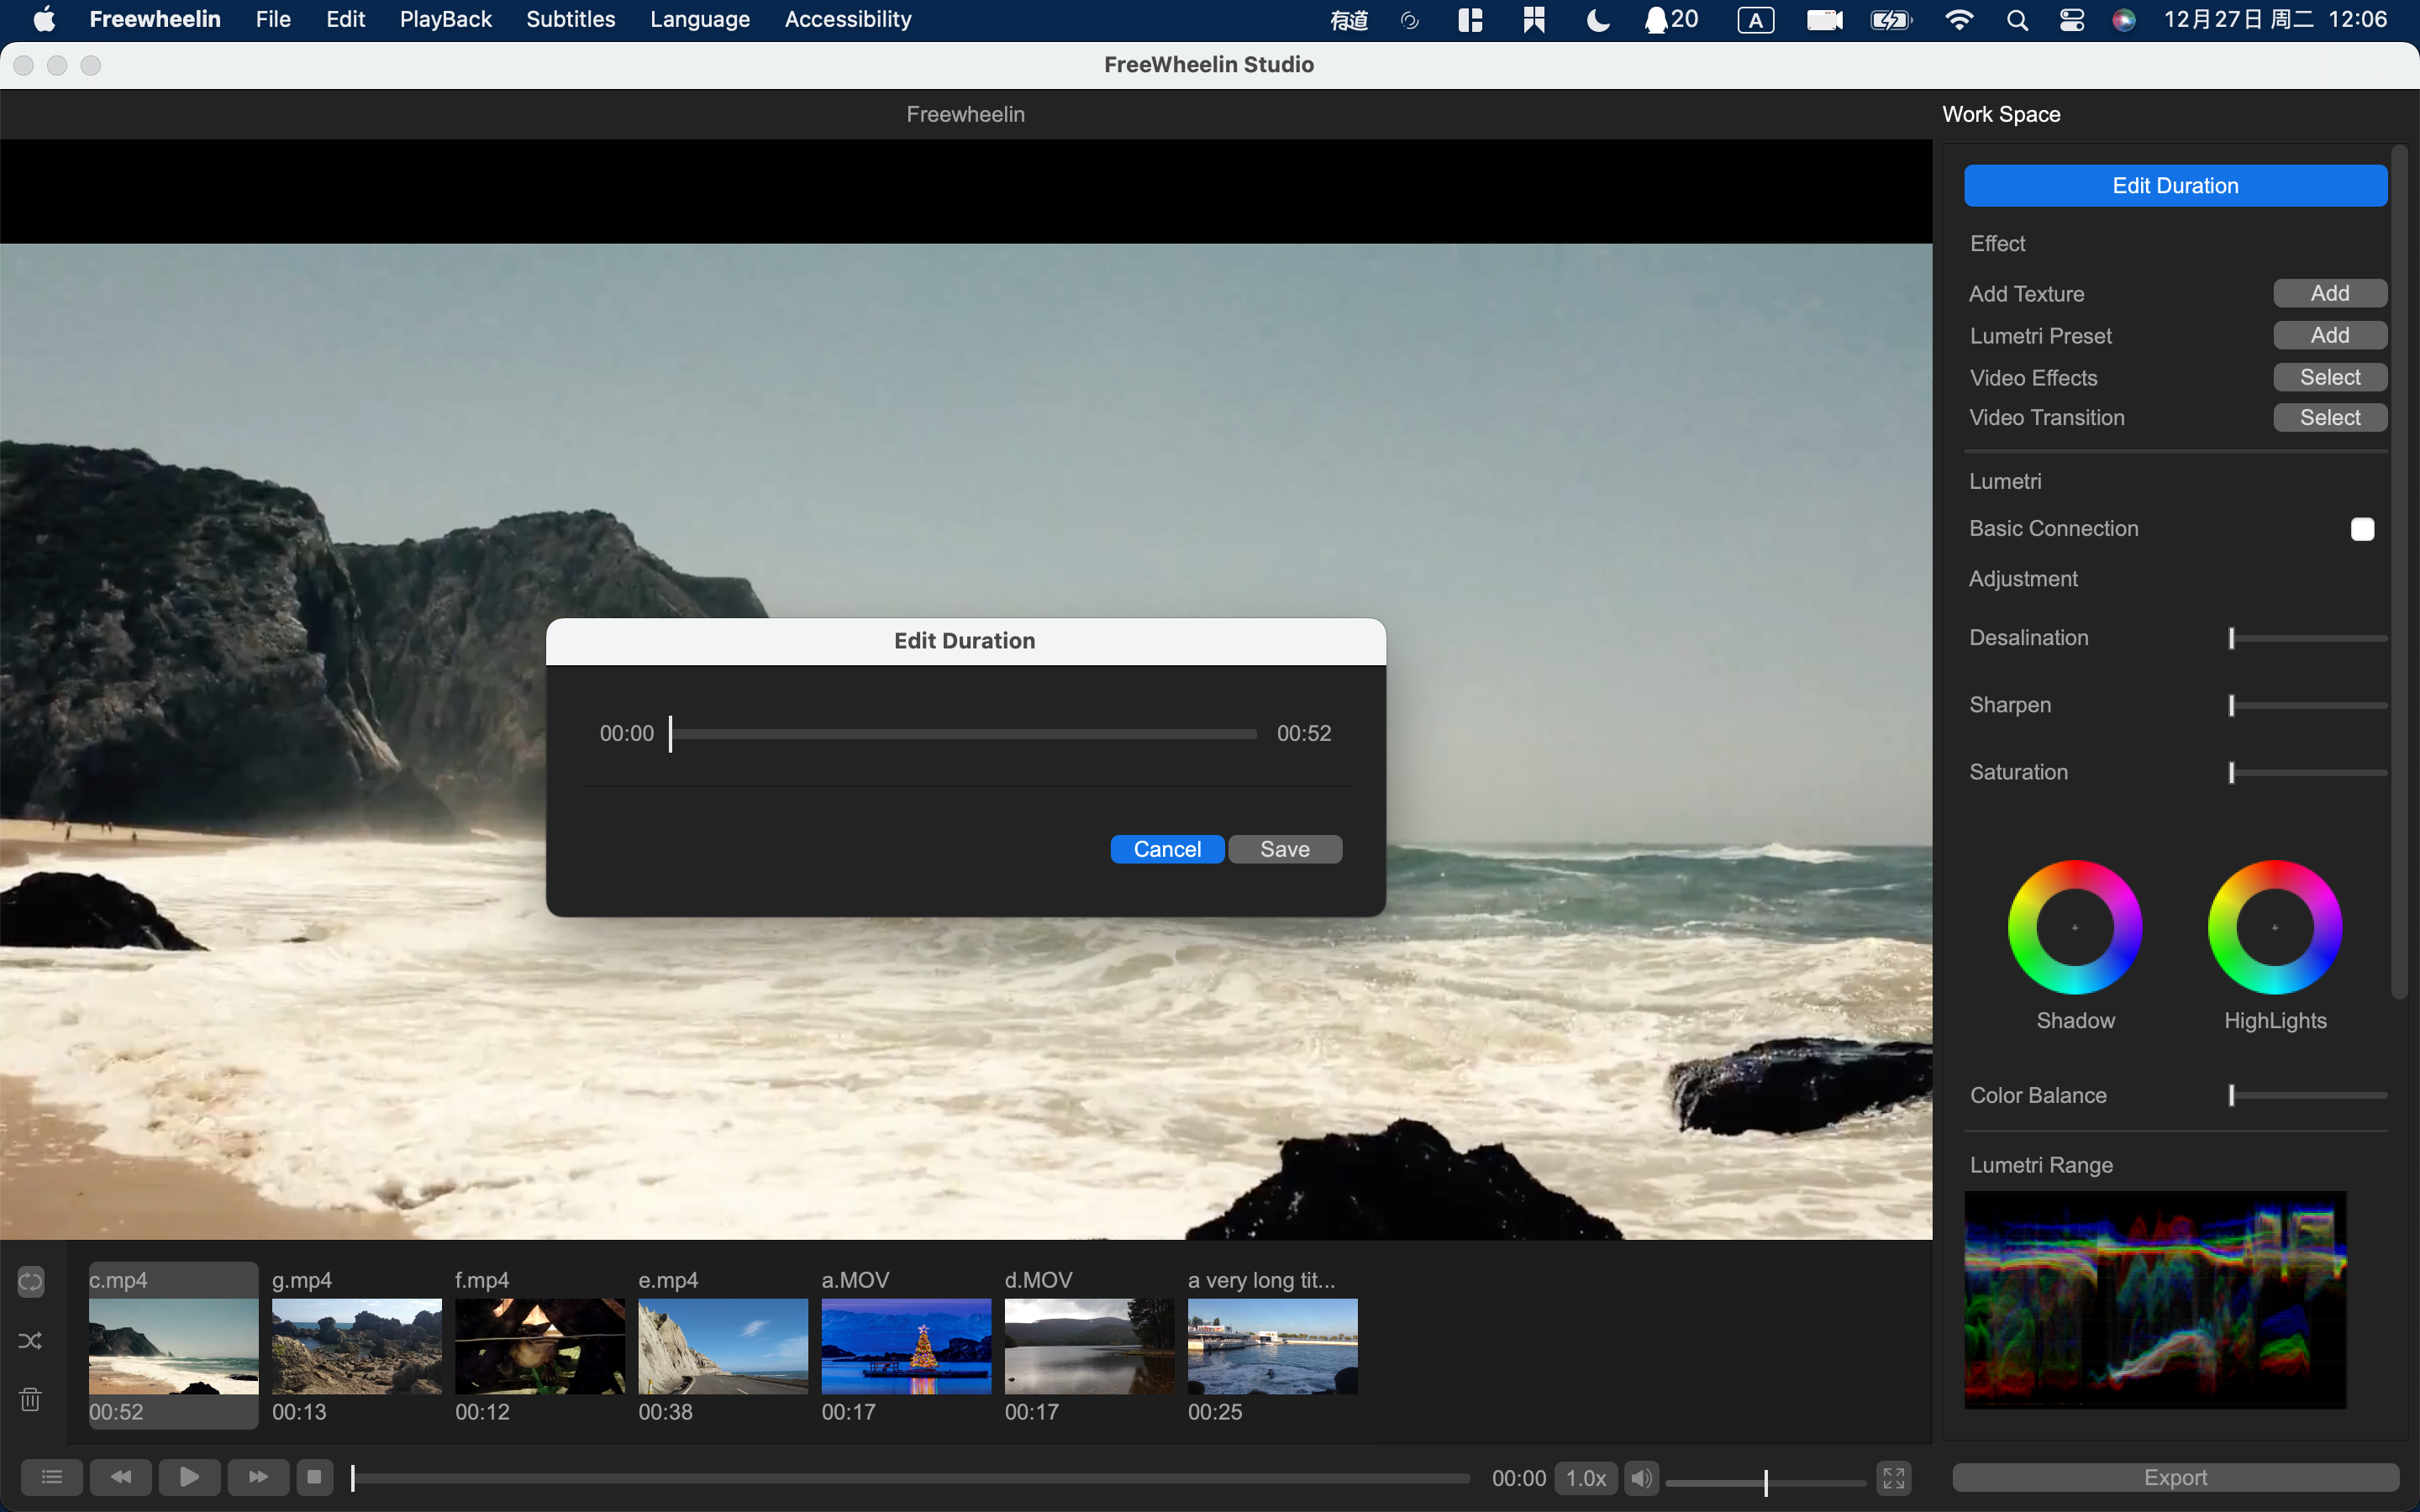 Freewheelin File Edit PlayBack Subtitles Language Accessibility 有道 20 A 12月27日 周二 12:06
FreeWheelin Studio
Freewheelin
Work Space
Edit Duration
Effect
Add Texture Add
Lumetri Preset Add
Video Effects Select
Video Transition Select
Lumetri
Basic Connection
Adjustment
Desalination
Sharpen
Saturation
Shadow HighLights
Color Balance
Lumetri Range
Edit Duration
00:00 00:52
Cancel Save
c.mp4 g.mp4 f.mp4 e.mp4 a.MOV d.MOV a very long tit...
00:52 00:13 00:12 00:38 00:17 00:17 00:25
00:00 1.0x
Export